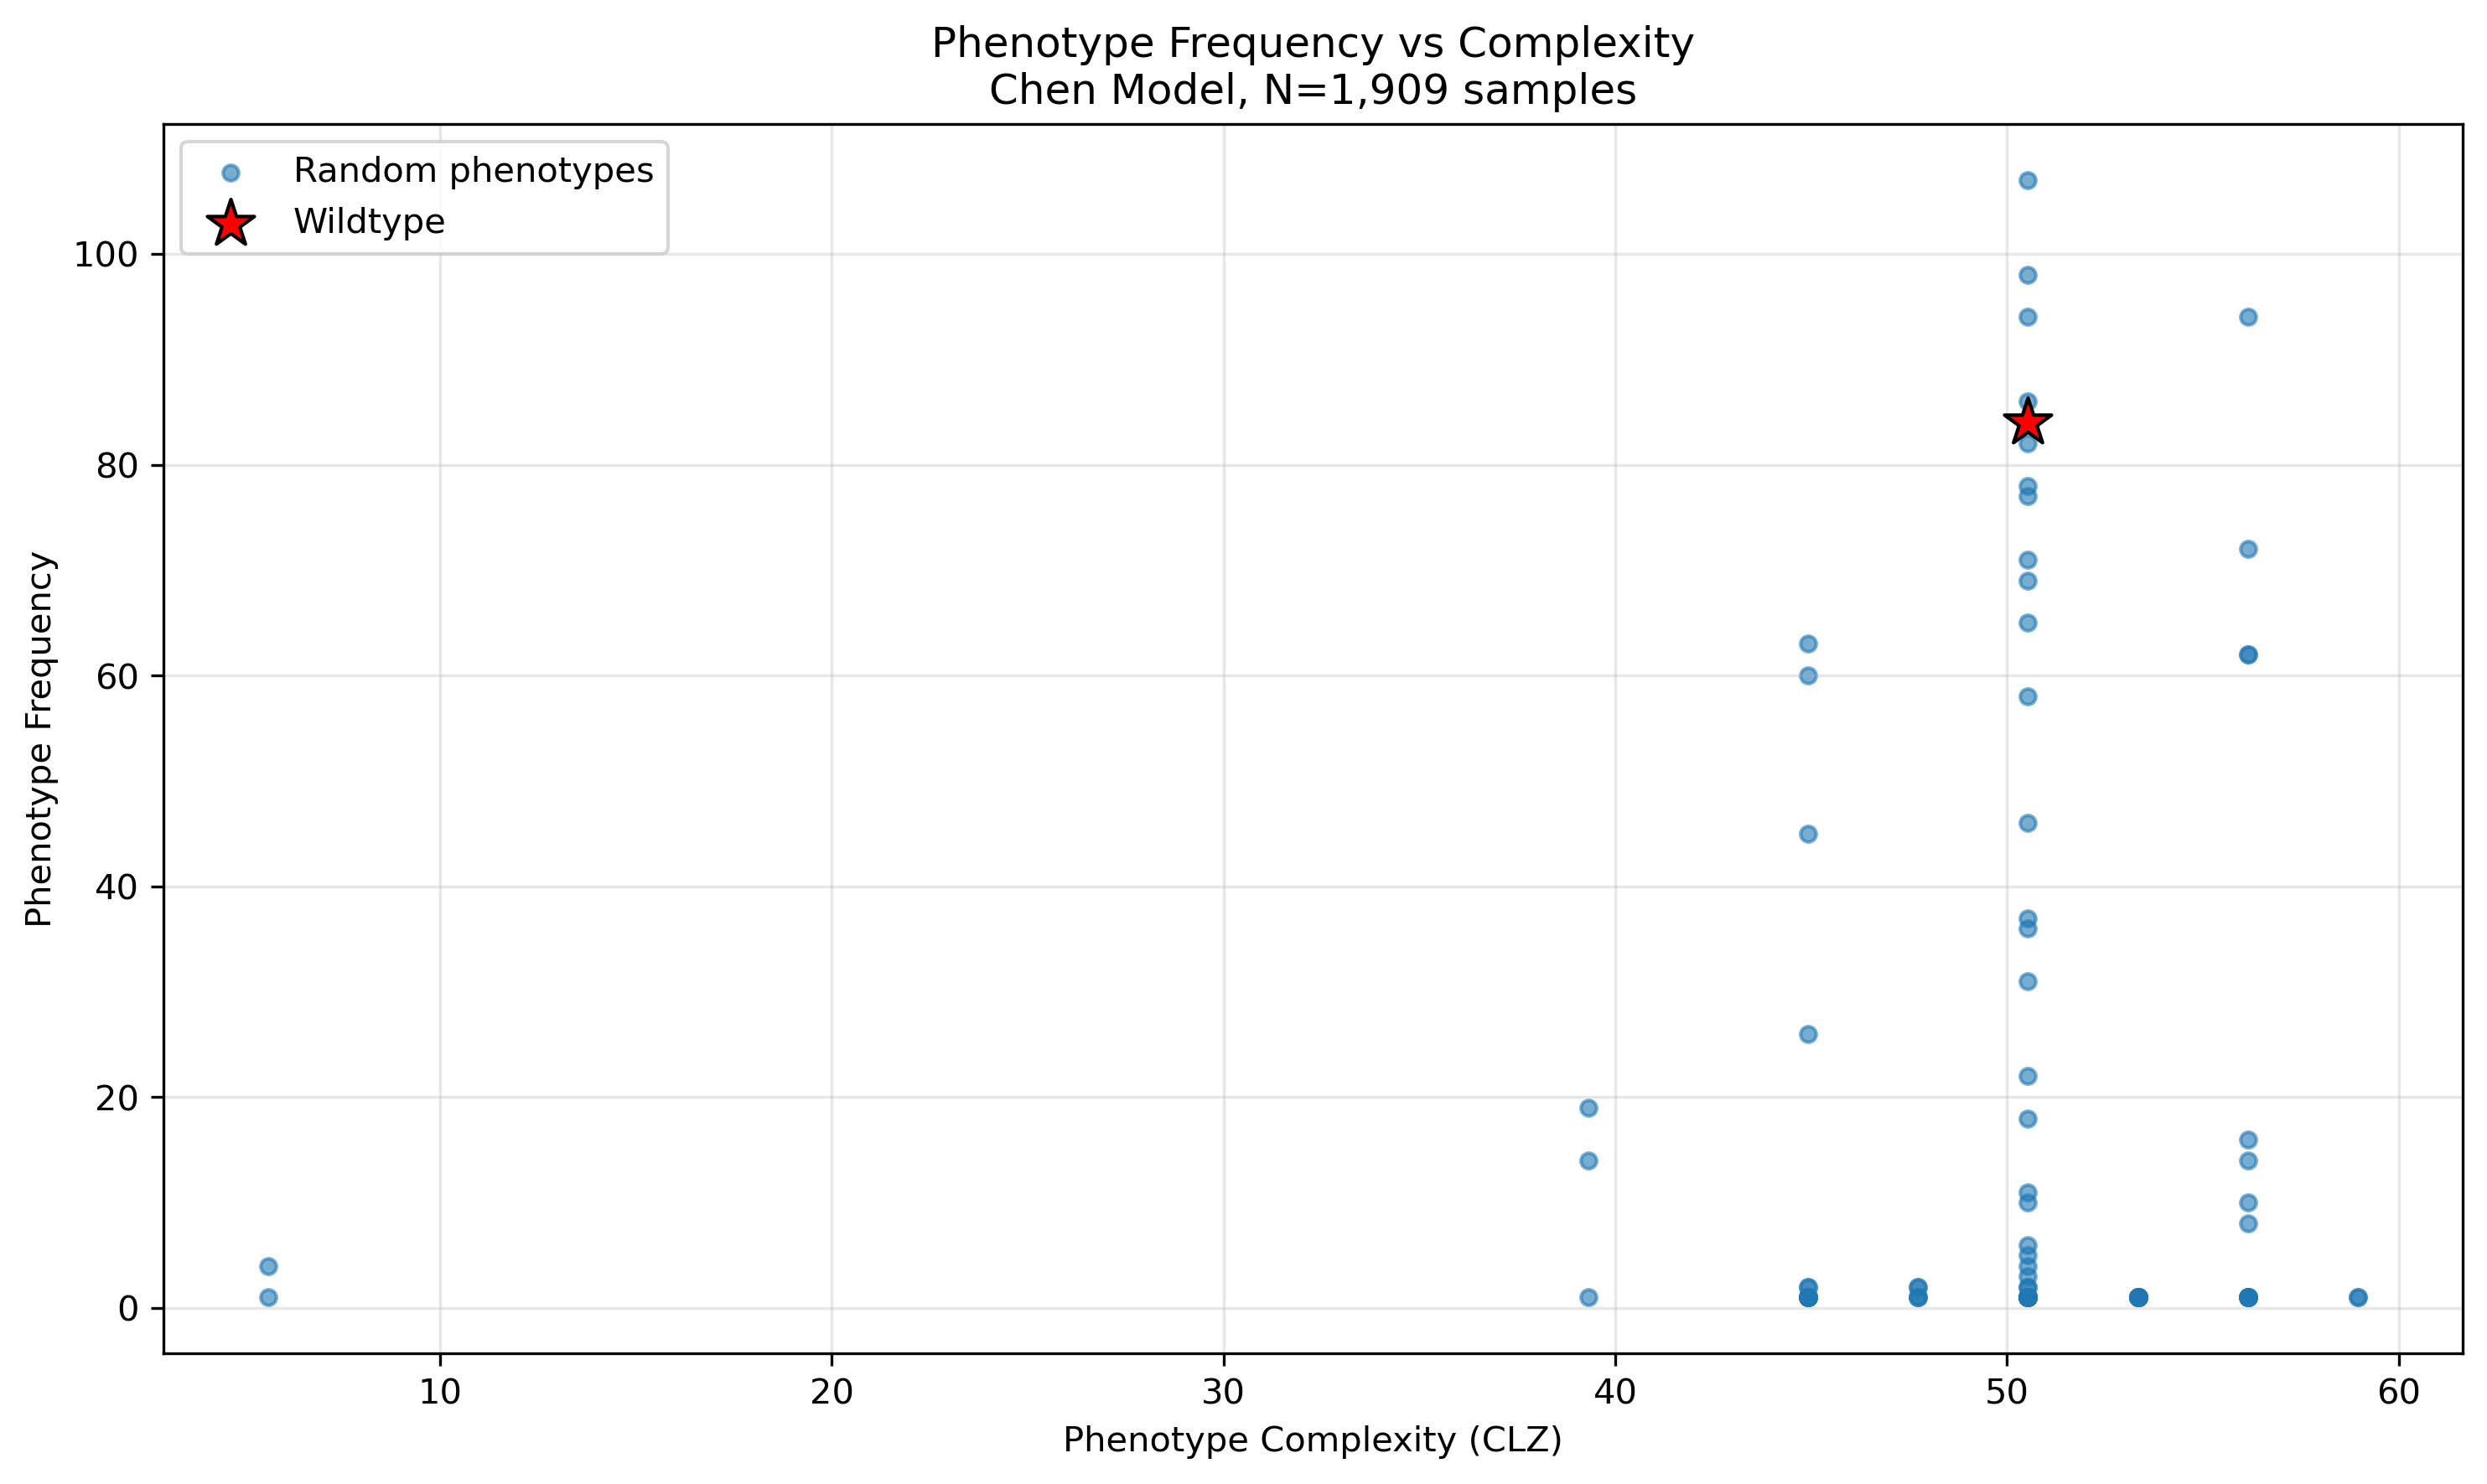 Phenotype Frequency vs Complexity
Chen Model, N=1,909 samples
Random phenotypes
Wildtype
Phenotype Frequency
100
80
60
40
20
0
10 20 30 40 50 60
Phenotype Complexity (CLZ)